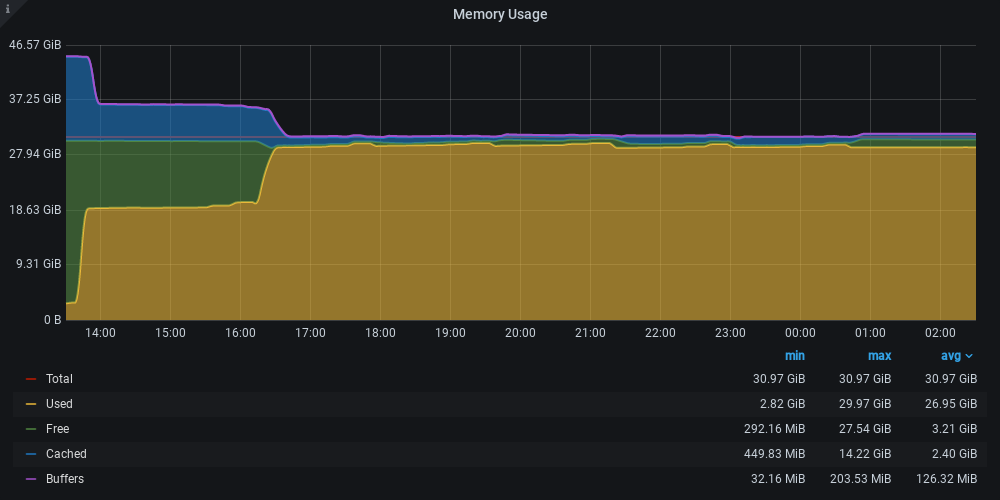 i
Memory Usage
46.57 GiB
37.25 GiB
27.94 GiB
18.63 GiB
9.31 GiB
0 B
14:00 15:00 16:00 17:00 18:00 19:00 20:00 21:00 22:00 23:00 00:00 01:00 02:00
min max avg
Total 30.97 GiB 30.97 GiB 30.97 GiB
Used 2.82 GiB 29.97 GiB 26.95 GiB
Free 292.16 MiB 27.54 GiB 3.21 GiB
Cached 449.83 MiB 14.22 GiB 2.40 GiB
Buffers 32.16 MiB 203.53 MiB 126.32 MiB